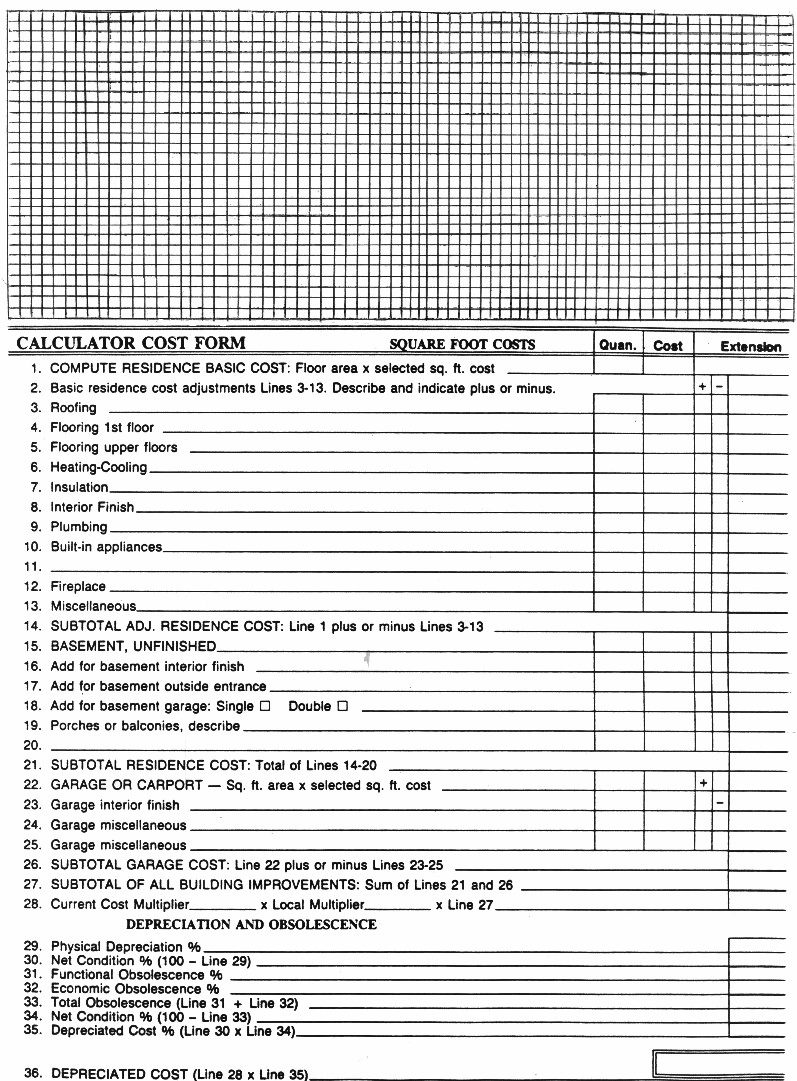 CALCULATOR COST FORM SQUARE FOOT COSTS Quan. Cost Extension
1. COMPUTE RESIDENCE BASIC COST: Floor area x selected sq. ft. cost
2. Basic residence cost adjustments Lines 3-13. Describe and indicate plus or minus. + −
3. Roofing
4. Flooring 1st floor
5. Flooring upper floors
6. Heating-Cooling
7. Insulation
8. Interior Finish
9. Plumbing
10. Built-in appliances
11.
12. Fireplace
13. Miscellaneous
14. SUBTOTAL ADJ. RESIDENCE COST: Line 1 plus or minus Lines 3-13
15. BASEMENT, UNFINISHED
16. Add for basement interior finish
17. Add for basement outside entrance
18. Add for basement garage: Single □ Double □
19. Porches or balconies, describe
20.
21. SUBTOTAL RESIDENCE COST: Total of Lines 14-20
22. GARAGE OR CARPORT — Sq. ft. area x selected sq. ft. cost +
23. Garage interior finish −
24. Garage miscellaneous
25. Garage miscellaneous
26. SUBTOTAL GARAGE COST: Line 22 plus or minus Lines 23-25
27. SUBTOTAL OF ALL BUILDING IMPROVEMENTS: Sum of Lines 21 and 26
28. Current Cost Multiplier x Local Multiplier x Line 27
DEPRECIATION AND OBSOLESCENCE
29. Physical Depreciation %
30. Net Condition % (100 − Line 29)
31. Functional Obsolescence %
32. Economic Obsolescence %
33. Total Obsolescence (Line 31 + Line 32)
34. Net Condition % (100 − Line 33)
35. Depreciated Cost % (Line 30 x Line 34)
36. DEPRECIATED COST (Line 28 x Line 35)